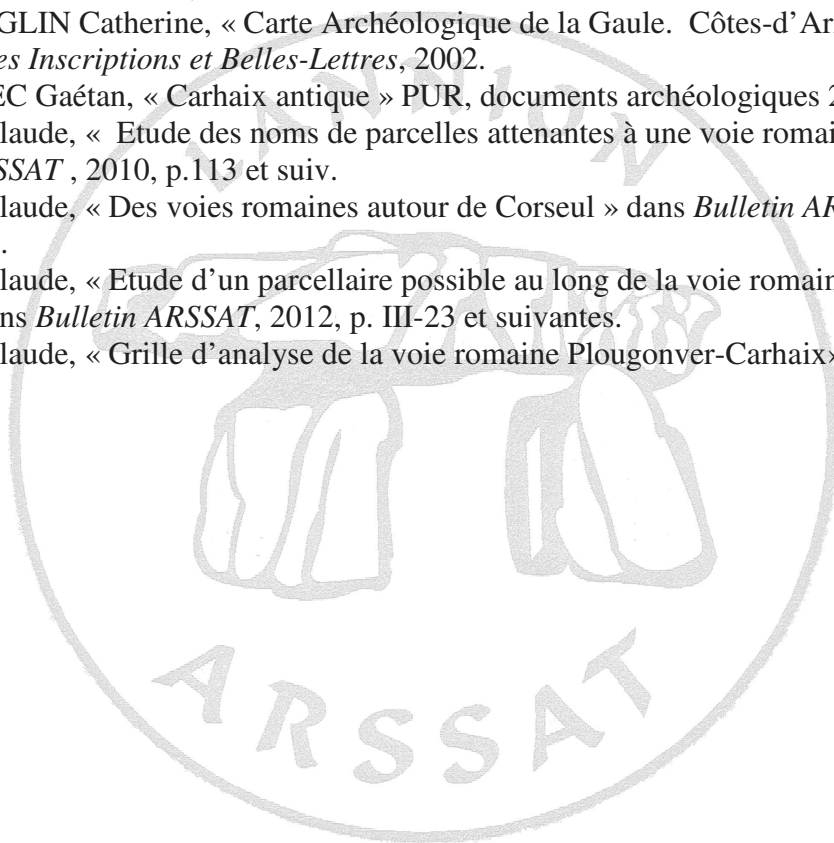 GLIN Catherine, « Carte Archéologique de la Gaule. Côtes-d’Ar
es Inscriptions et Belles-Lettres, 2002.
EC Gaétan, « Carhaix antique » PUR, documents archéologiques 2
laude, « Etude des noms de parcelles attenantes à une voie romai
SSAT , 2010, p.113 et suiv.
laude, « Des voies romaines autour de Corseul » dans Bulletin AR
.
laude, « Etude d’un parcellaire possible au long de la voie romain
ns Bulletin ARSSAT, 2012, p. III-23 et suivantes.
laude, « Grille d’analyse de la voie romaine Plougonver-Carhaix»
LANNION
ARSSAT